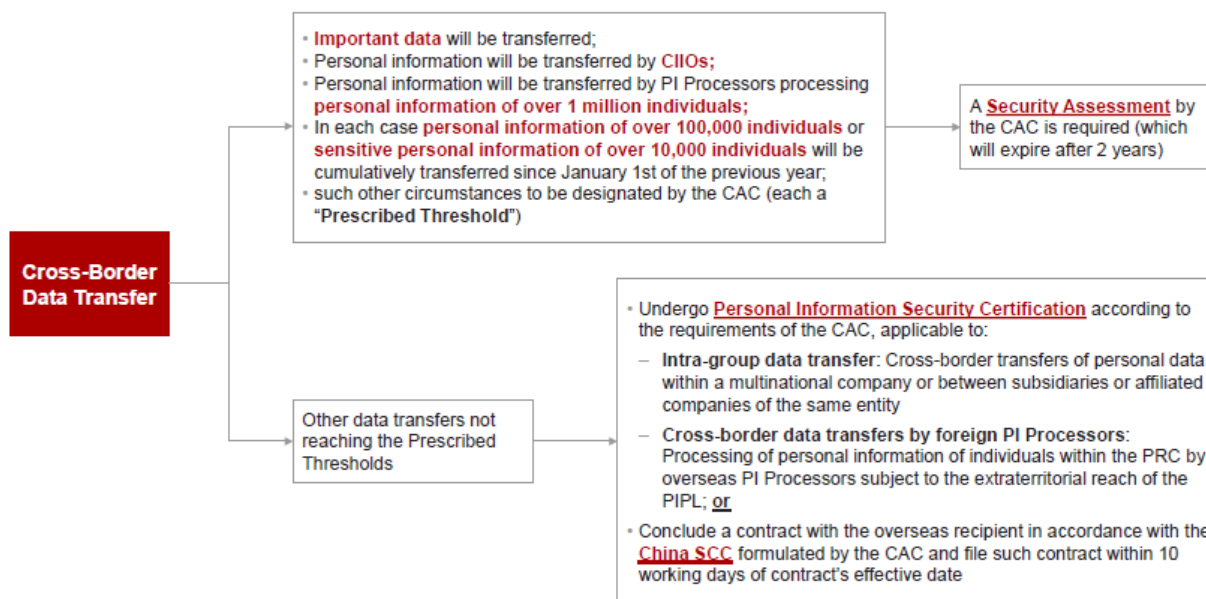 Cross-Border
Data Transfer
• Important data will be transferred;
• Personal information will be transferred by CIIOs;
• Personal information will be transferred by PI Processors processing
personal information of over 1 million individuals;
• In each case personal information of over 100,000 individuals or
sensitive personal information of over 10,000 individuals will be
cumulatively transferred since January 1st of the previous year;
• such other circumstances to be designated by the CAC (each a
“Prescribed Threshold”)
A Security Assessment by
the CAC is required (which
will expire after 2 years)
Other data transfers not
reaching the Prescribed
Thresholds
• Undergo Personal Information Security Certification according to
the requirements of the CAC, applicable to:
– Intra-group data transfer: Cross-border transfers of personal data
within a multinational company or between subsidiaries or affiliated
companies of the same entity
– Cross-border data transfers by foreign PI Processors:
Processing of personal information of individuals within the PRC by
overseas PI Processors subject to the extraterritorial reach of the
PIPL; or
• Conclude a contract with the overseas recipient in accordance with the
China SCC formulated by the CAC and file such contract within 10
working days of contract's effective date